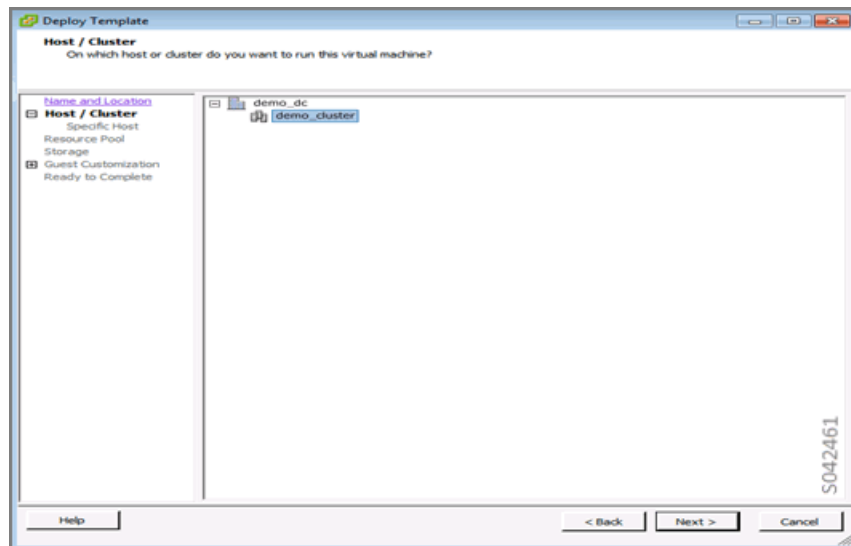 Deploy Template
Host / Cluster
On which host or cluster do you want to run this virtual machine?
Name and Location
Host / Cluster
Specific Host
Resource Pool
Storage
Guest Customization
Ready to Complete
demo_dc
demo_cluster
S042461
Help
< Back
Next >
Cancel